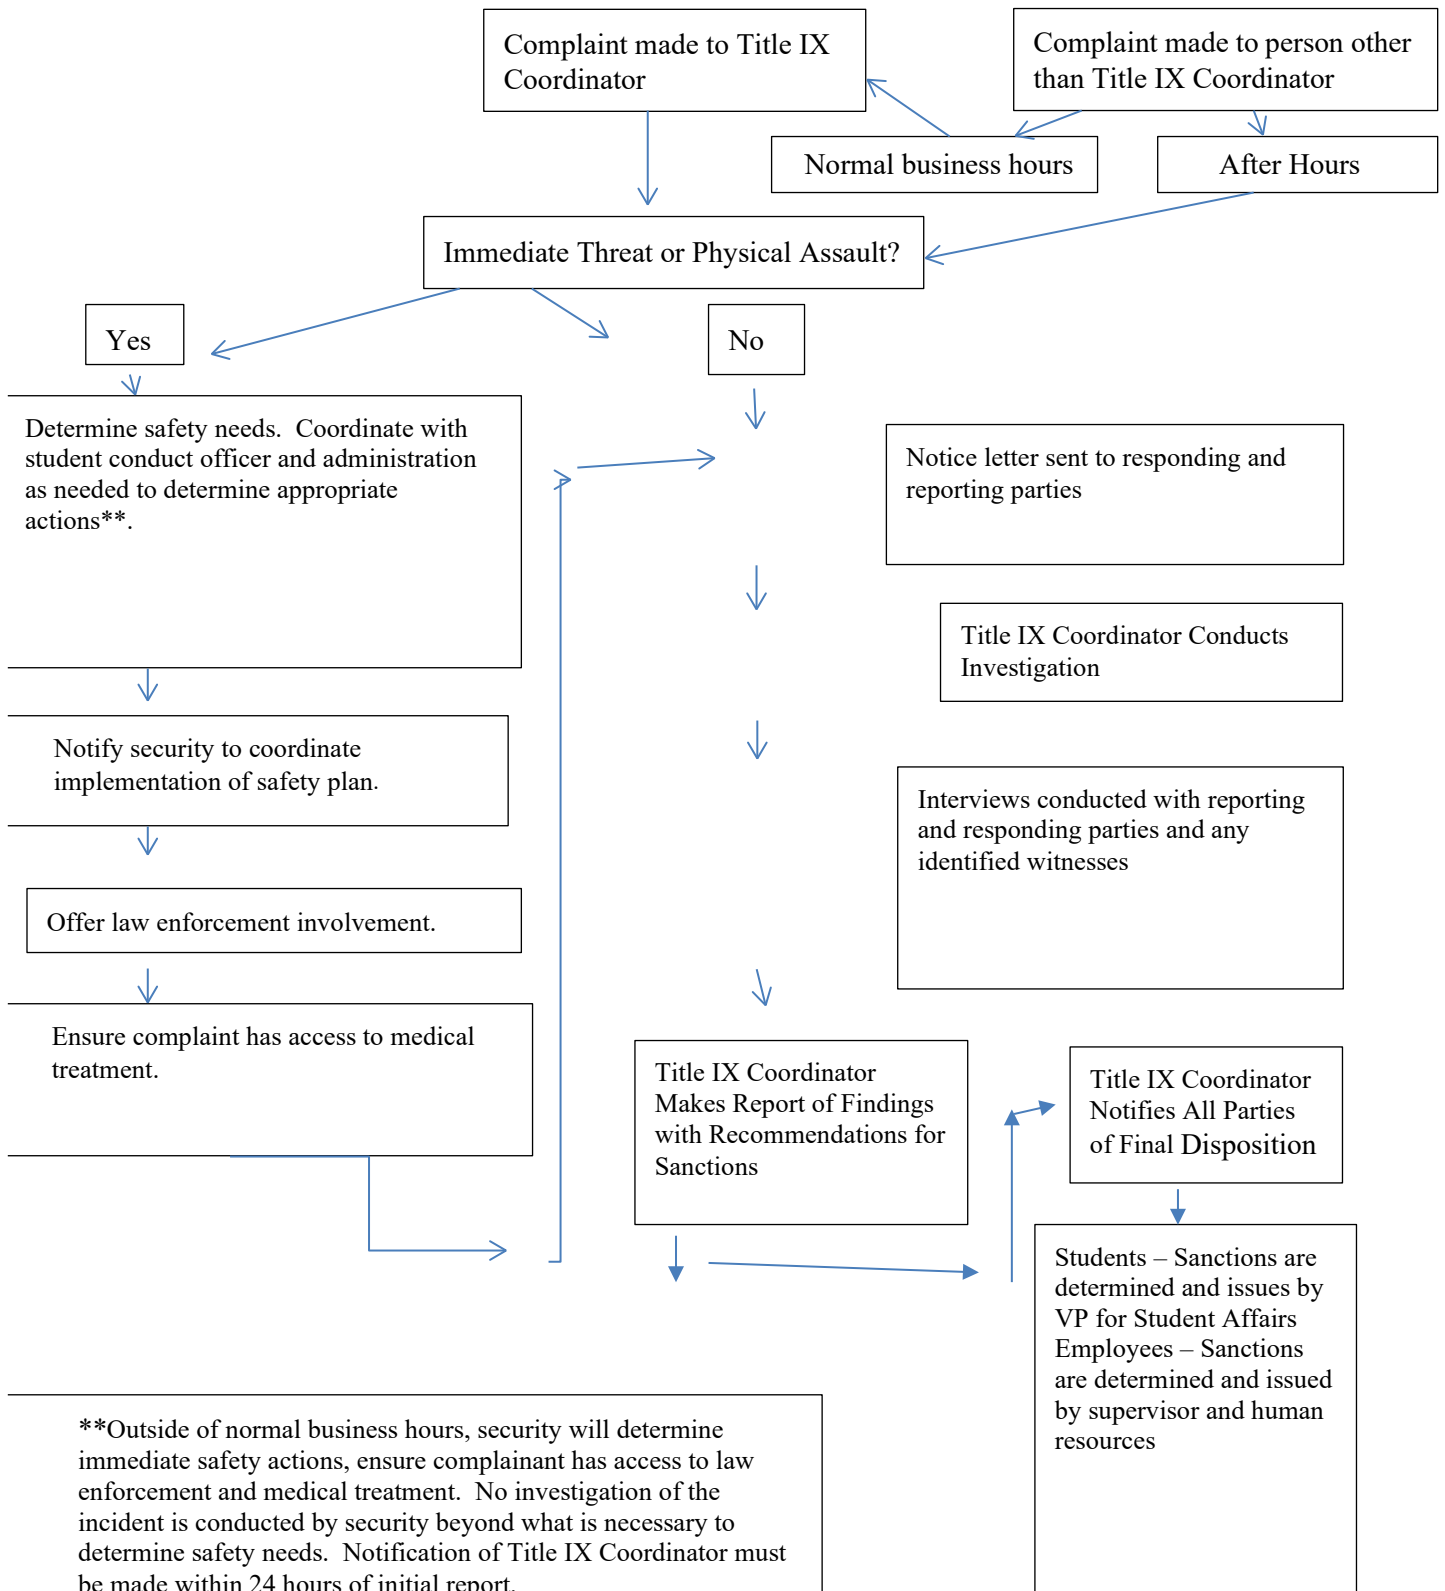 Complaint made to Title IX
Coordinator
Complaint made to person other
than Title IX Coordinator
Normal business hours
After Hours
Immediate Threat or Physical Assault?
Yes
No
Determine safety needs.  Coordinate with
student conduct officer and administration
as needed to determine appropriate
actions**.
Notice letter sent to responding and
reporting parties
Title IX Coordinator Conducts
Investigation
Notify security to coordinate
implementation of safety plan.
Interviews conducted with reporting
and responding parties and any
identified witnesses
Offer law enforcement involvement.
Ensure complaint has access to medical
treatment.
Title IX Coordinator
Makes Report of Findings
with Recommendations for
Sanctions
Title IX Coordinator
Notifies All Parties
of Final Disposition
Students – Sanctions are
determined and issues by
VP for Student Affairs
Employees – Sanctions
are determined and issued
by supervisor and human
resources
**Outside of normal business hours, security will determine
immediate safety actions, ensure complainant has access to law
enforcement and medical treatment.  No investigation of the
incident is conducted by security beyond what is necessary to
determine safety needs.  Notification of Title IX Coordinator must
be made within 24 hours of initial report.